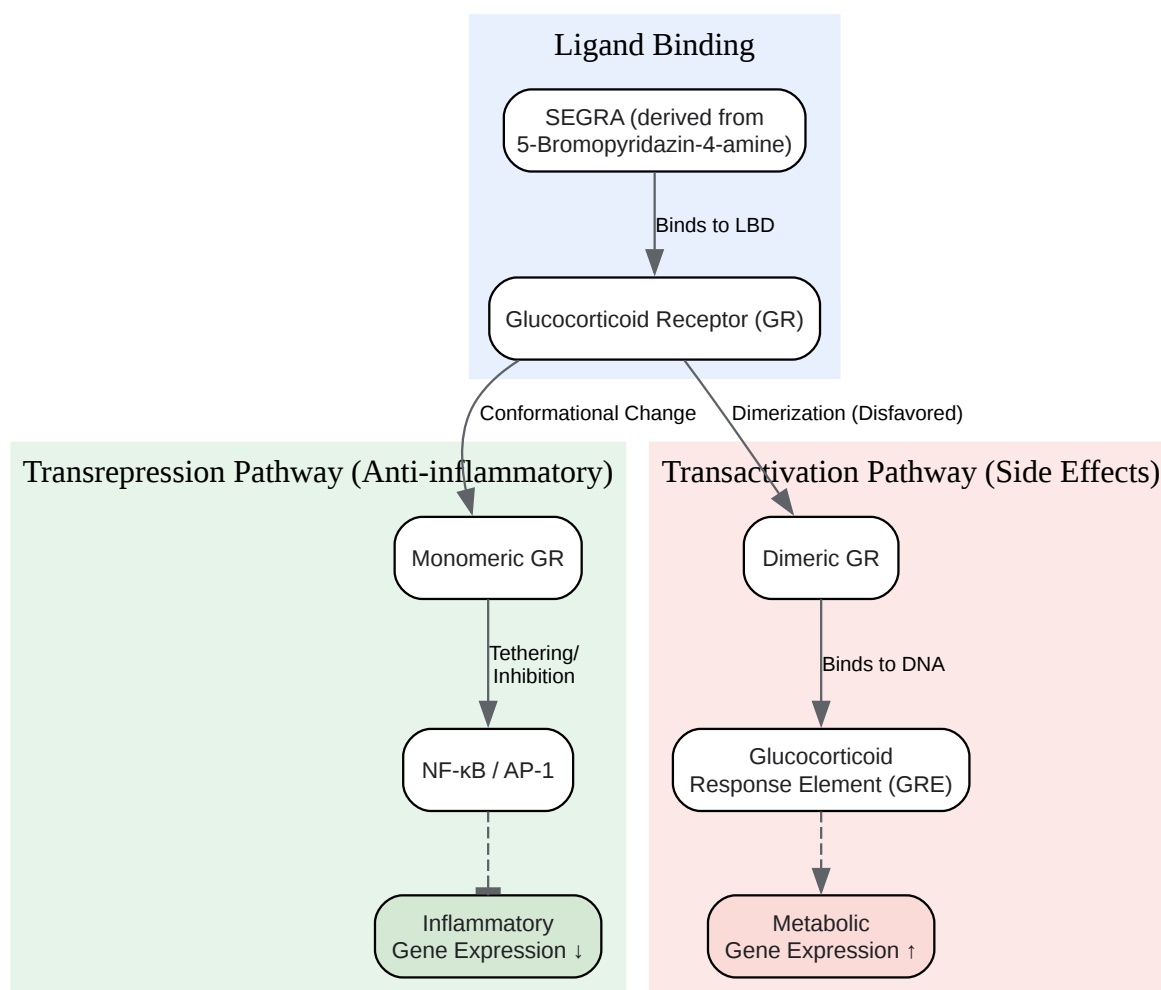 Ligand Binding
SEGRA (derived from
5-Bromopyridazin-4-amine)
Binds to LBD
Glucocorticoid Receptor (GR)
Conformational Change
Dimerization (Disfavored)
Transrepression Pathway (Anti-inflammatory)
Transactivation Pathway (Side Effects)
Monomeric GR
Dimeric GR
Tethering/
Inhibition
Binds to DNA
NF-κB / AP-1
Glucocorticoid
Response Element (GRE)
Inflammatory
Gene Expression ↓
Metabolic
Gene Expression ↑